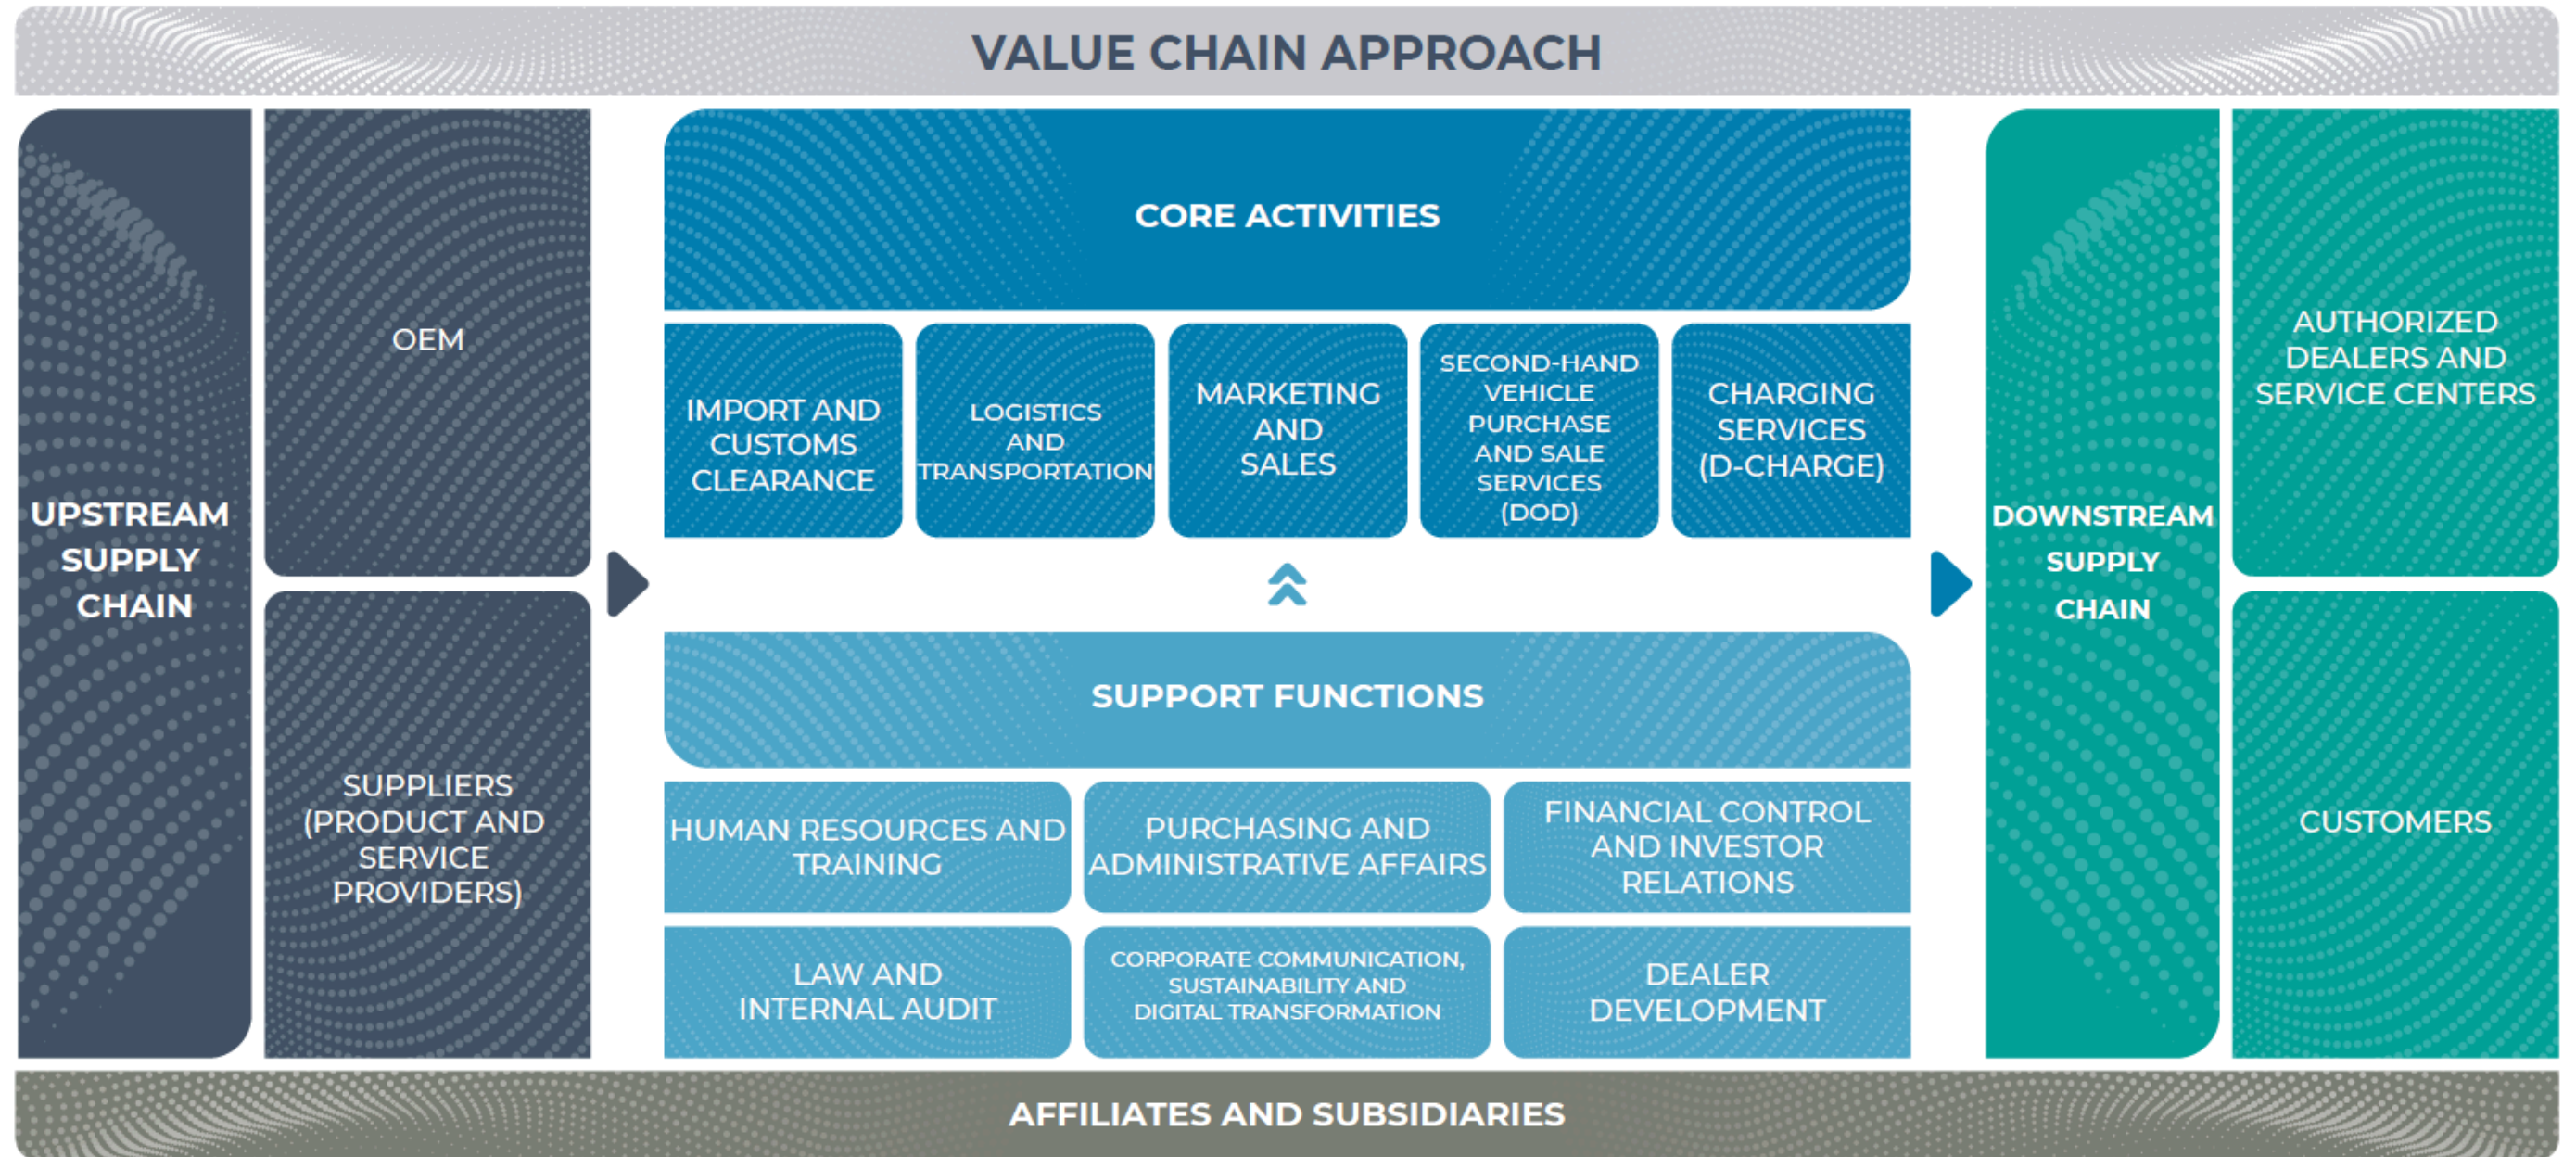 VALUE CHAIN APPROACH
UPSTREAM
SUPPLY
CHAIN
OEM
SUPPLIERS
(PRODUCT AND
SERVICE
PROVIDERS)
CORE ACTIVITIES
IMPORT AND
CUSTOMS
CLEARANCE
LOGISTICS
AND
TRANSPORTATION
MARKETING
AND
SALES
SECOND-HAND
VEHICLE
PURCHASE
AND SALE
SERVICES
(DOD)
CHARGING
SERVICES
(D-CHARGE)
SUPPORT FUNCTIONS
HUMAN RESOURCES AND
TRAINING
PURCHASING AND
ADMINISTRATIVE AFFAIRS
FINANCIAL CONTROL
AND INVESTOR
RELATIONS
LAW AND
INTERNAL AUDIT
CORPORATE COMMUNICATION,
SUSTAINABILITY AND
DIGITAL TRANSFORMATION
DEALER
DEVELOPMENT
DOWNSTREAM
SUPPLY
CHAIN
AUTHORIZED
DEALERS AND
SERVICE CENTERS
CUSTOMERS
AFFILIATES AND SUBSIDIARIES